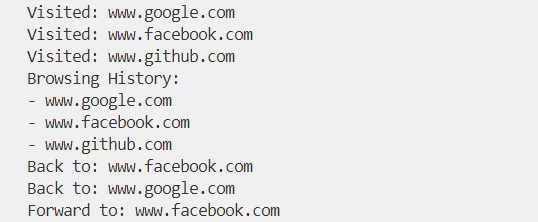 Visited: www.google.com
Visited: www.facebook.com
Visited: www.github.com
Browsing History:
- www.google.com
- www.facebook.com
- www.github.com
Back to: www.facebook.com
Back to: www.google.com
Forward to: www.facebook.com